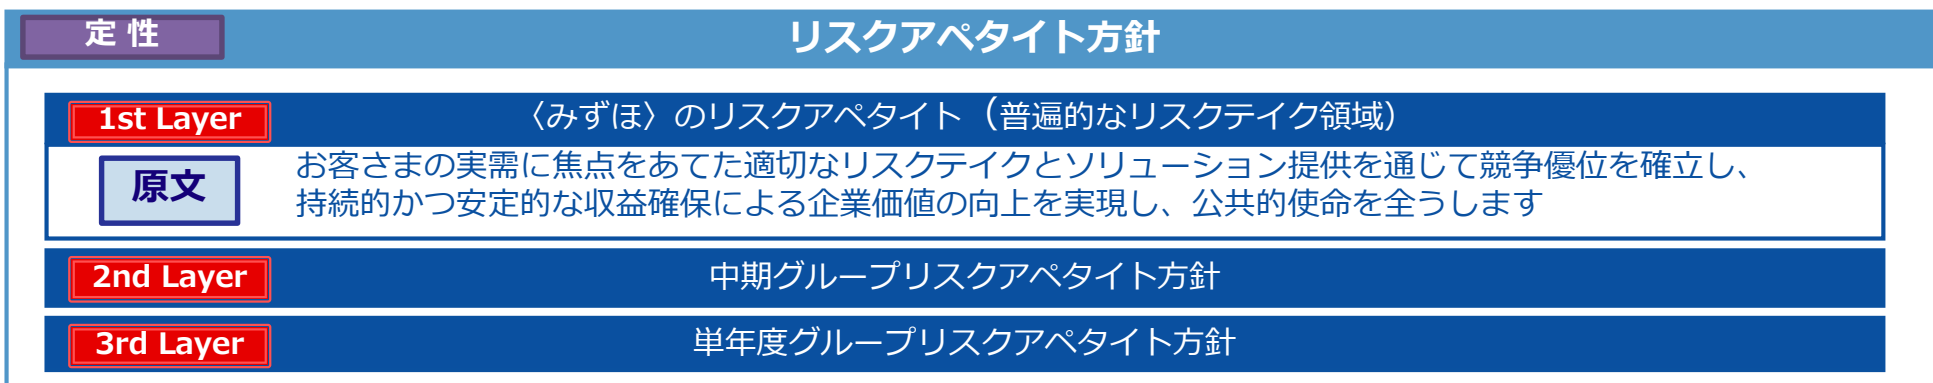 定 性
リスクアペタイト方針
1st Layer
〈みずほ〉のリスクアペタイト（普遍的なリスクテイク領域）
原文
お客さまの実需に焦点をあてた適切なリスクテイクとソリューション提供を通じて競争優位を確立し、
持続的かつ安定的な収益確保による企業価値の向上を実現し、公共的使命を全うします
2nd Layer
中期グループリスクアペタイト方針
3rd Layer
単年度グループリスクアペタイト方針